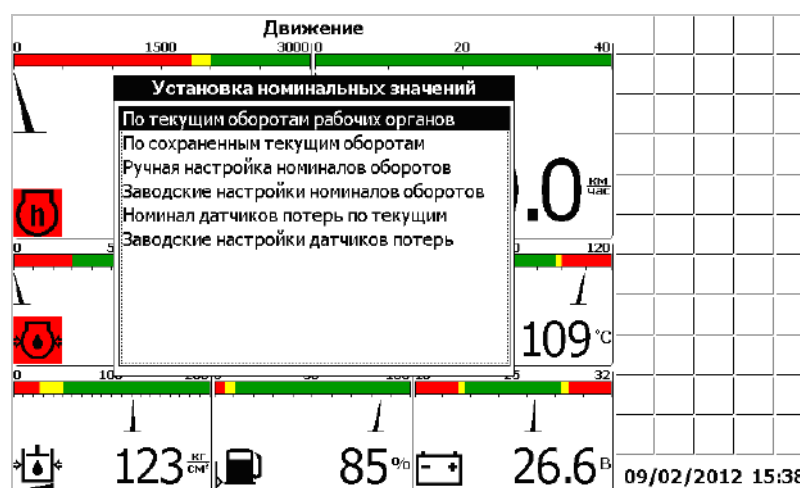 Движение
0 1500 3000 0 20 40
Установка номинальных значений
По текущим оборотам рабочих органов
По сохраненным текущим оборотам
Ручная настройка номиналов оборотов
Заводские настройки номиналов оборотов
Номинал датчиков потерь по текущим
Заводские настройки датчиков потерь
.0 км час
h
0 5 120
109 °C
0 32
123 кг см² 85 % - + 26.6 В
09/02/2012 15:38